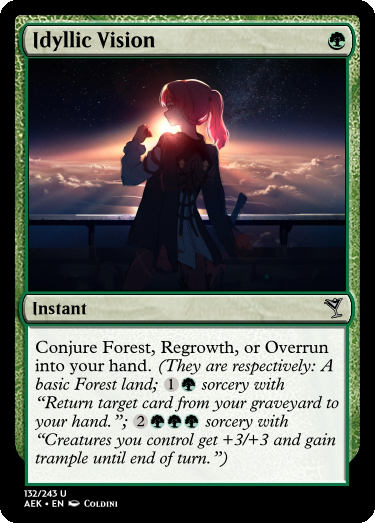 Idyllic Vision
Instant
Conjure Forest, Regrowth, or Overrun
into your hand. (They are respectively: A
basic Forest land; 1 sorcery with
“Return target card from your graveyard to
your hand.”; 2 sorcery with
“Creatures you control get +3/+3 and gain
trample until end of turn.”)
132/243 U
AEK • EN Coldini